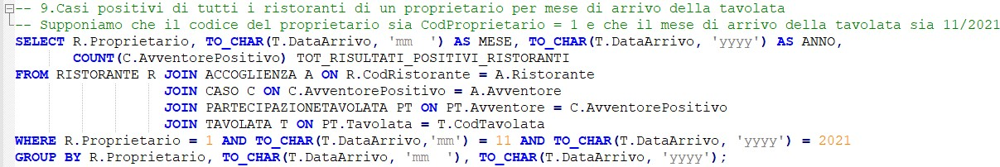 -- 9.Casi positivi di tutti i ristoranti di un proprietario per mese di arrivo della tavolata
-- Supponiamo che il codice del proprietario sia CodProprietario = 1 e che il mese di arrivo della tavolata sia 11/2021
SELECT R.Proprietario, TO_CHAR(T.DataArrivo, 'mm  ') AS MESE, TO_CHAR(T.DataArrivo, 'yyyy') AS ANNO,
COUNT(C.AvventorePositivo) TOT_RISULTATI_POSITIVI_RISTORANTI
FROM RISTORANTE R JOIN ACCOGLIENZA A ON R.CodRistorante = A.Ristorante
JOIN CASO C ON C.AvventorePositivo = A.Avventore
JOIN PARTECIPAZIONETAVOLATA PT ON PT.Avventore = C.AvventorePositivo
JOIN TAVOLATA T ON PT.Tavolata = T.CodTavolata
WHERE R.Proprietario = 1 AND TO_CHAR(T.DataArrivo,'mm') = 11 AND TO_CHAR(T.DataArrivo, 'yyyy') = 2021
GROUP BY R.Proprietario, TO_CHAR(T.DataArrivo, 'mm  '), TO_CHAR(T.DataArrivo, 'yyyy');